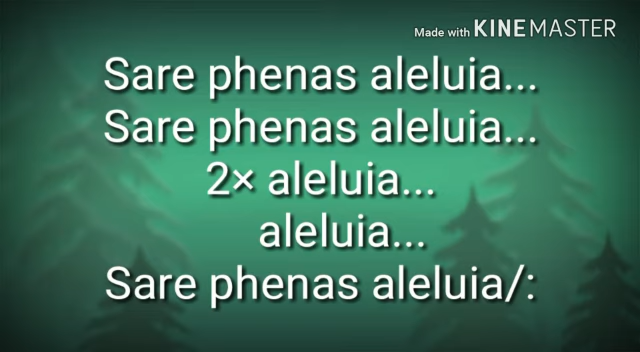 Made with KINEMASTER
Sare phenas aleluia...
Sare phenas aleluia...
2× aleluia...
aleluia...
Sare phenas aleluia/: